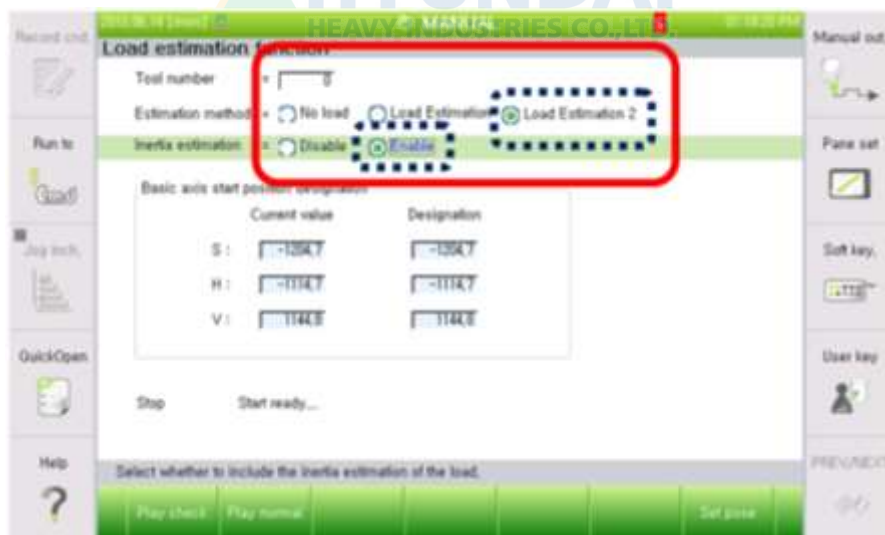 HEAVY INDUSTRIES CO.,LTD.
MANUAL S
Record cnd. Load estimation function Manual out
Tool number = 0
Estimation method = No load Load Estimation Load Estimation 2
Run to Inertia estimation = Disable Enable Pane set
Basic axis start position designation
Current value Designation
Jog inch. S : -1204,7 -1204,7 Soft key.
H : -1114,7 -1114,7
V : 1144,8 1144,8
QuickOpen User key
Stop Start ready...
Help Select whether to include the inertia estimation of the load. PREV/NEXT
Play check Play normal Set pose